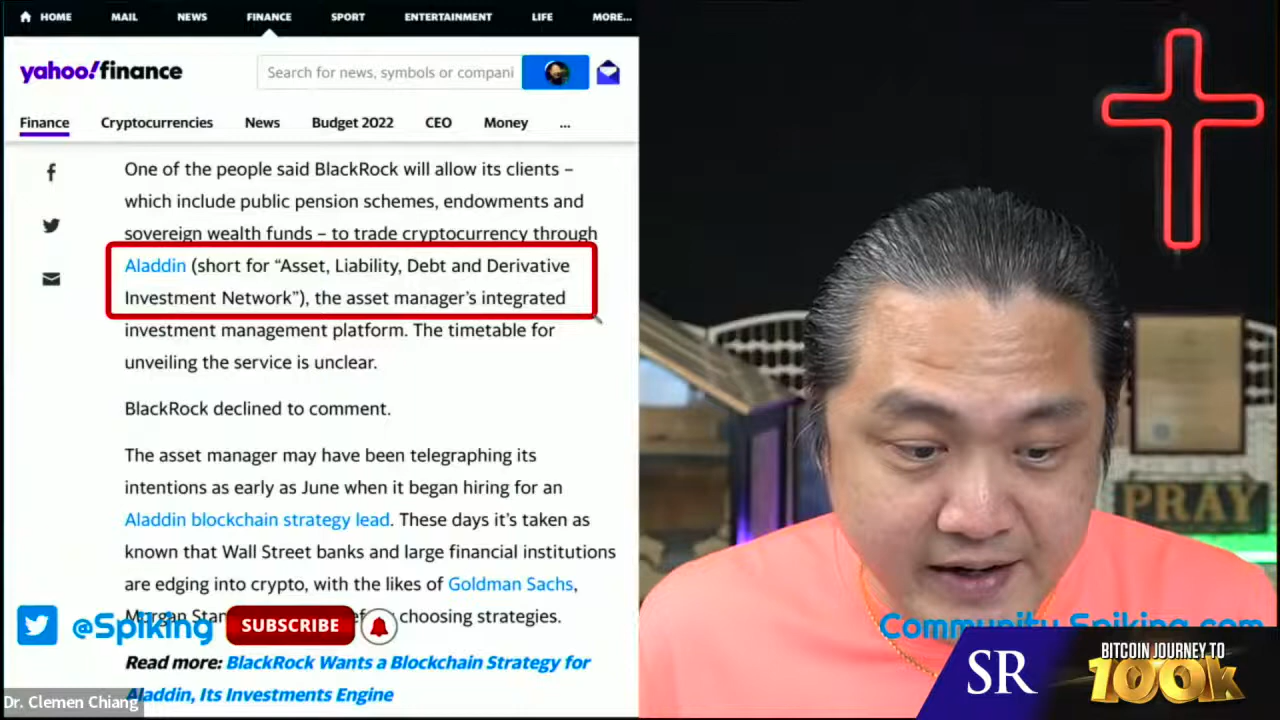 HOME MAIL NEWS FINANCE SPORT ENTERTAINMENT LIFE MORE...
yahoo!finance
Search for news, symbols or compani
Finance Cryptocurrencies News Budget 2022 CEO Money ...
One of the people said BlackRock will allow its clients –
which include public pension schemes, endowments and
sovereign wealth funds – to trade cryptocurrency through
Aladdin (short for “Asset, Liability, Debt and Derivative
Investment Network”), the asset manager’s integrated
investment management platform. The timetable for
unveiling the service is unclear.
BlackRock declined to comment.
The asset manager may have been telegraphing its
intentions as early as June when it began hiring for an
Aladdin blockchain strategy lead. These days it’s taken as
known that Wall Street banks and large financial institutions
are edging into crypto, with the likes of Goldman Sachs,
Morgan choosing strategies.
@Spiking
SUBSCRIBE
Read more: BlackRock Wants a Blockchain Strategy for
Aladdin, Its Investments Engine
Dr. Clemen Chiang
PRAY
Community.Spiking.com
SR
BITCOIN JOURNEY TO
100k